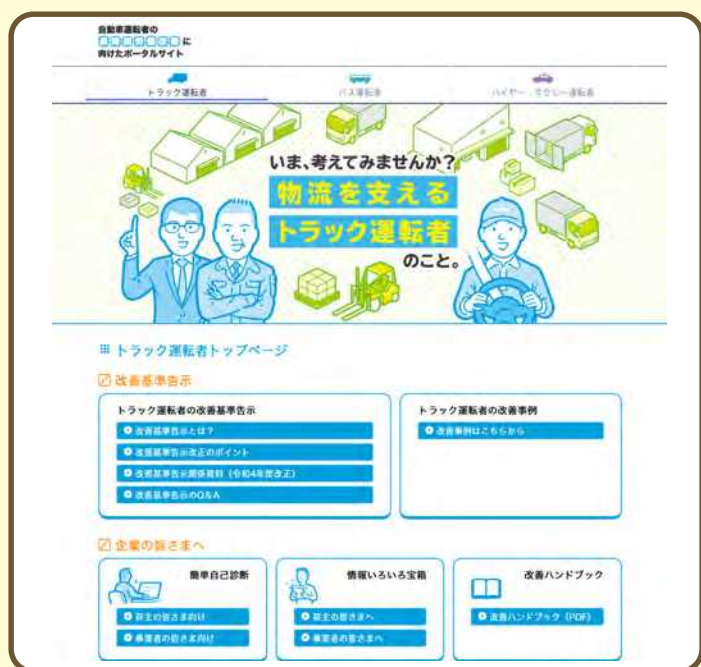 自動車運転者の
に
向けたポータルサイト
トラック運転者
バス運転者
ハイヤー・タクシー運転者
いま、考えてみませんか？
物流を支える
トラック運転者
のこと。
トラック運転者トップページ
改善基準告示
トラック運転者の改善基準告示
改善基準告示とは？
改善基準告示改正のポイント
改善基準告示関係資料（令和4年度改正）
改善基準告示のQ&A
トラック運転者の改善事例
改善事例はこちらから
企業の皆さまへ
簡単自己診断
荷主の皆さま向け
事業者の皆さま向け
情報いろいろ宝箱
荷主の皆さまへ
事業者の皆さまへ
改善ハンドブック
改善ハンドブック（PDF）